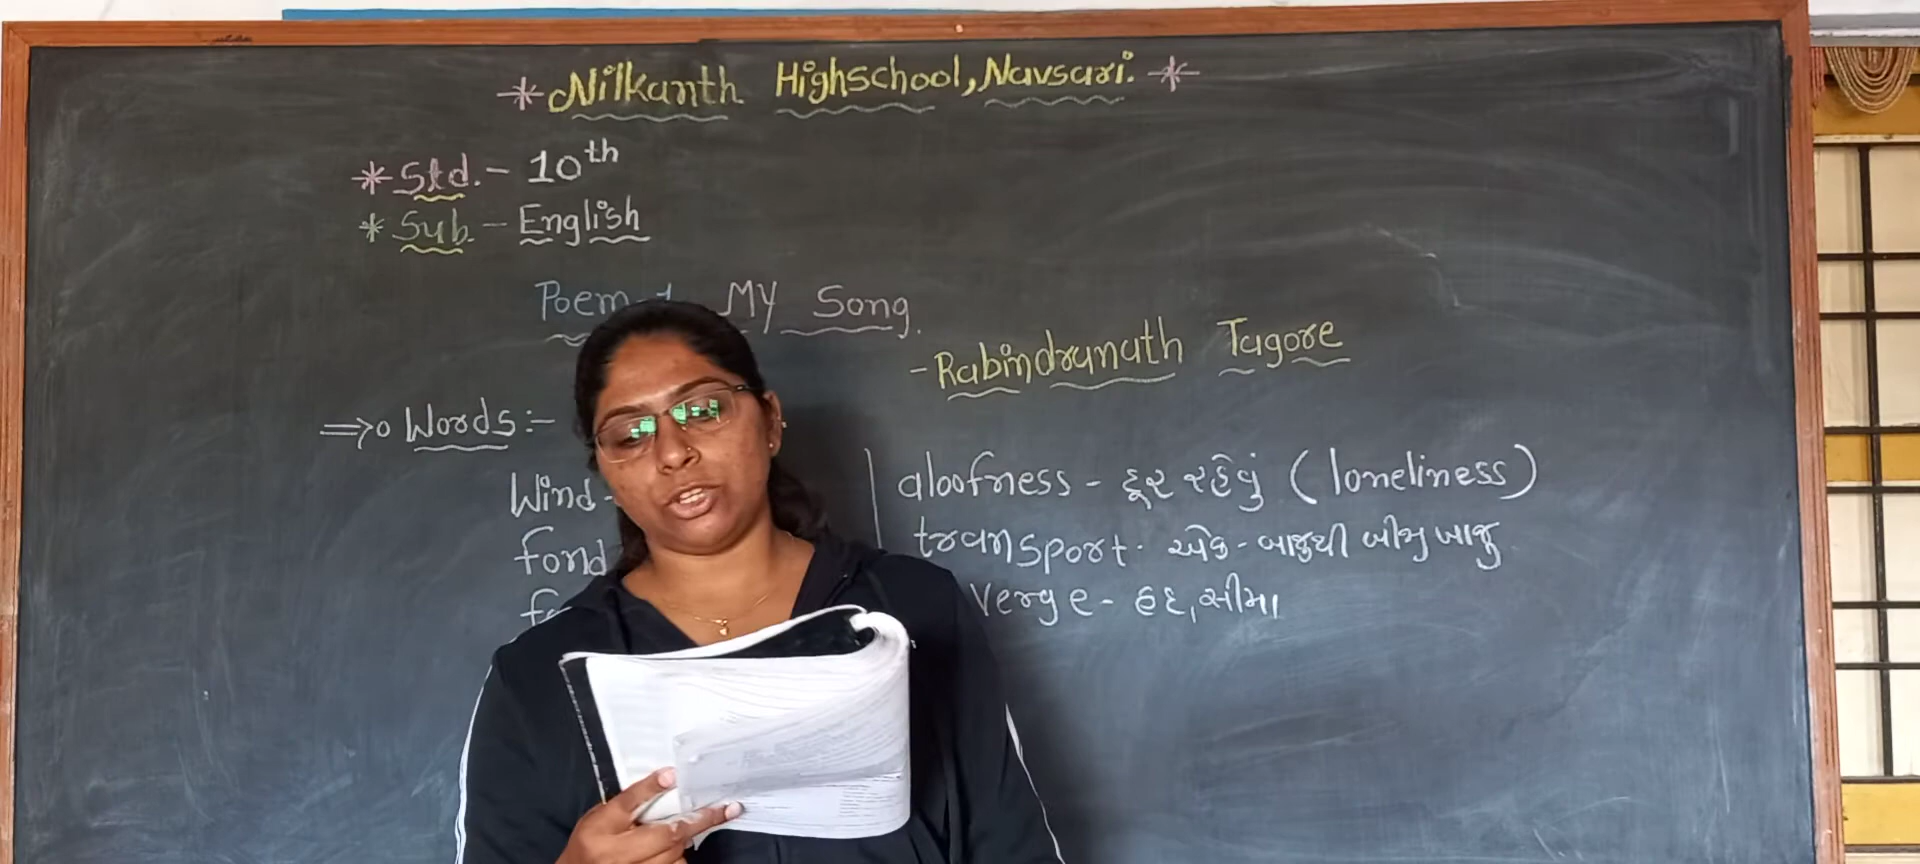 * Nilkanth Highschool, Navsari. *
* Std. - 10th
* Sub. - English
Poem-1 My Song.
- Rabindranath Tagore
⇒ Words :-
Wind -
fond
aloofness - દૂર રહેવું (loneliness)
transport - એક - બાજુથી બીજી બાજુ
Verge - હદ, સીમા